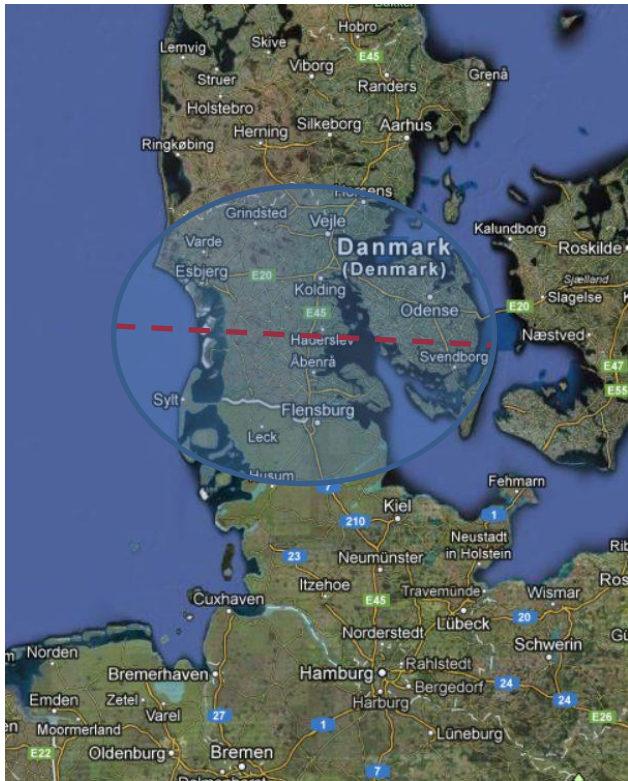 Hobro
Lemvig
Skive
E45
Viborg
Struer
Randers
Grenå
Holstebro
Silkeborg
Aarhus
Herning
Ringkøbing
Horsens
Grindsted
Vejle
Kalundborg
Varde
Danmark
(Denmark)
Roskilde
Esbjerg
E20
Kolding
Sjælland
Slagelse
Odense
E20
E45
Næstved
Haderslev
Svendborg
Åbenrå
E47
E55
Sylt
Flensburg
Leck
Husum
7
Fehmarn
Kiel
1
210
Neustadt
in Holstein
23
Neumünster
Itzehoe
Travemünde
Wismar
Cuxhaven
E45
Lübeck
20
Norderstedt
Schwerin
Norden
Rahlstedt
Bremerhaven
Hamburg
24
Bergedorf
Emden
Zetel
Harburg
24
Varel
27
E26
Moormerland
1
Lüneburg
E22
Oldenburg
Bremen
7